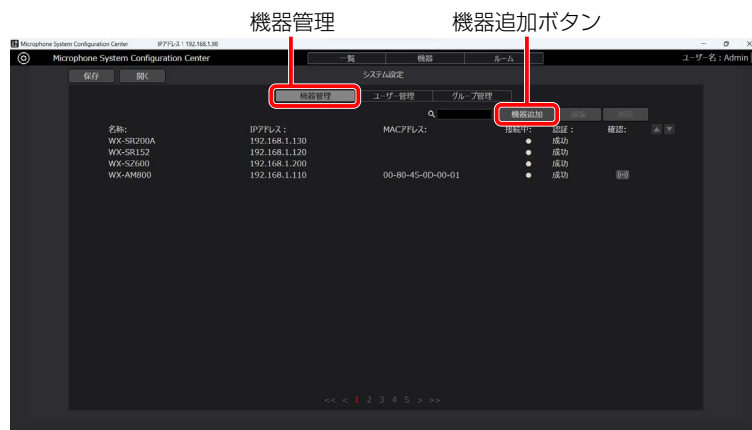 機器管理 機器追加ボタン
Microphone System Configuration Center IPアドレス : 192.168.1.98
Microphone System Configuration Center 一覧 機器 ルーム ユーザー名 : Admin
保存 開く システム設定
機器管理 ユーザー管理 グループ管理
機器追加 編集 削除
名称: IPアドレス : MACアドレス: 接続中: 認証 : 確認:
WX-SR200A 192.168.1.130 成功
WX-SR152 192.168.1.120 成功
WX-SZ600 192.168.1.200 成功
WX-AM800 192.168.1.110 00-80-45-0D-00-01 成功
<< < 1 2 3 4 5 > >>